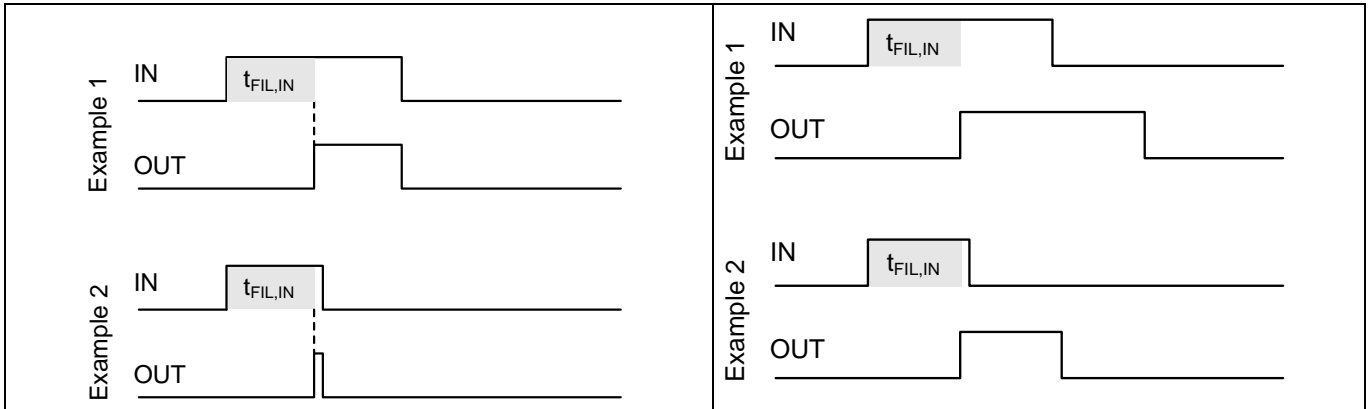 Example 1
IN
t_FIL,IN
OUT
Example 2
IN
t_FIL,IN
OUT
Example 1
IN
t_FIL,IN
OUT
Example 2
IN
t_FIL,IN
OUT